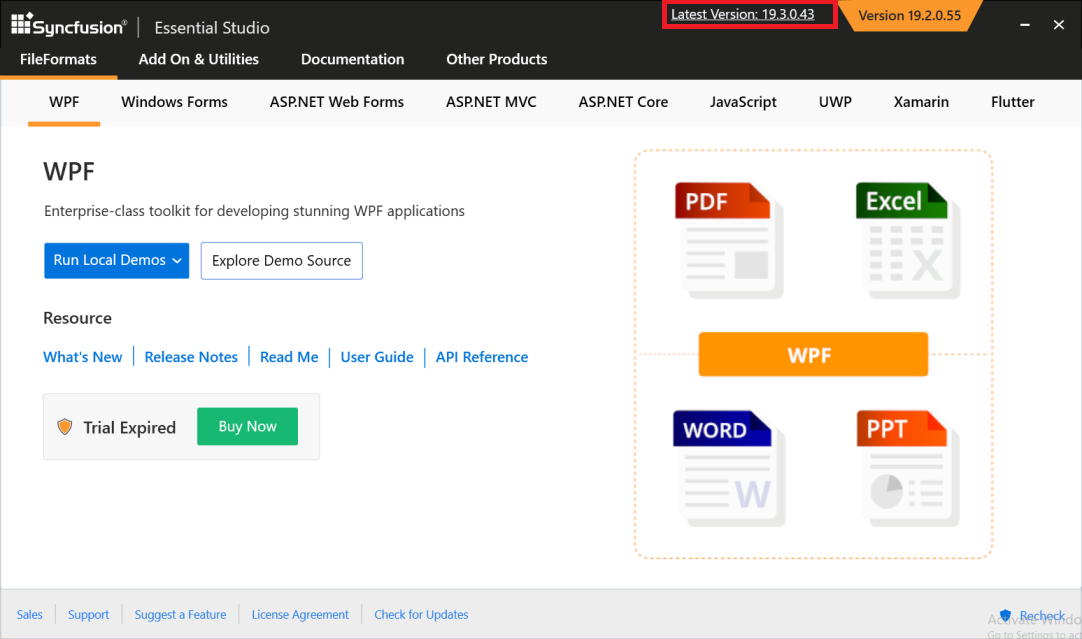 Syncfusion® Essential Studio
Latest Version: 19.3.0.43
Version 19.2.0.55
FileFormats Add On & Utilities Documentation Other Products
WPF Windows Forms ASP.NET Web Forms ASP.NET MVC ASP.NET Core JavaScript UWP Xamarin Flutter
WPF
Enterprise-class toolkit for developing stunning WPF applications
Run Local Demos Explore Demo Source
Resource
What's New Release Notes Read Me User Guide API Reference
Trial Expired Buy Now
PDF Excel
X
WPF
WORD PPT
W
Sales Support Suggest a Feature License Agreement Check for Updates Recheck
Activate Windo
Go to Settings to ac